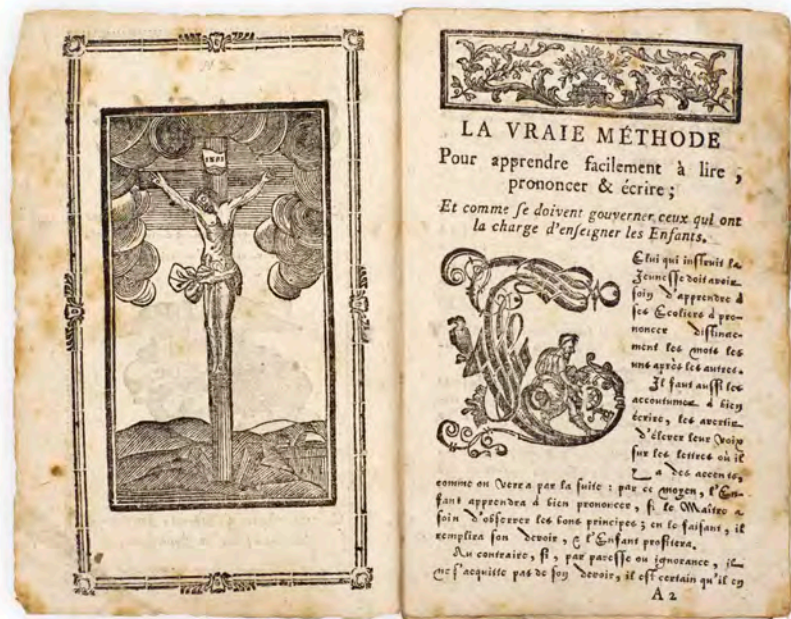 INRI
LA VRAIE MÉTHODE
Pour apprendre facilement à lire ;
prononcer & écrire ;
Et comme ſe doivent gouverner ceux qui ont
la charge d'enſeigner les Enfants.
Celui qui inſtruit la
Jeuneſſe doit avoir
ſoin d'apprendre à
ſes Ecoliers à pro-
noncer diſtinc-
ment les mots les
uns après les autres.
Il faut auſſi les
accoutumer à bien
écrire, les avertir
d'élever leur voix
ſur les lettres où il
y a des accents,
comme on verra par la ſuite : par ce moyen, l'En-
fant apprendra à bien prononcer, ſi le Maître a
ſoin d'obſerver les bons principes ; en le faiſant, il
remplira ſon devoir, & l'Enfant profitera.
Au contraire, ſi, par pareſſe ou ignorance, il
ne s'acquitte pas de ſon devoir, il eſt certain qu'il en
A 2